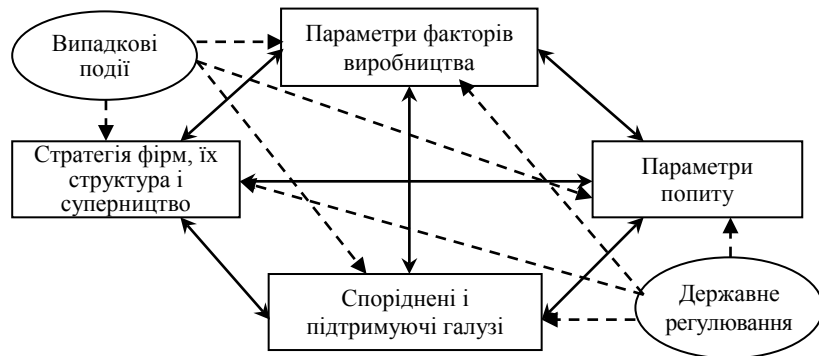 Випадкові
події
Параметри факторів
виробництва
Стратегія фірм, їх
структура і
суперництво
Параметри
попиту
Споріднені і
підтримуючі галузі
Державне
регулювання